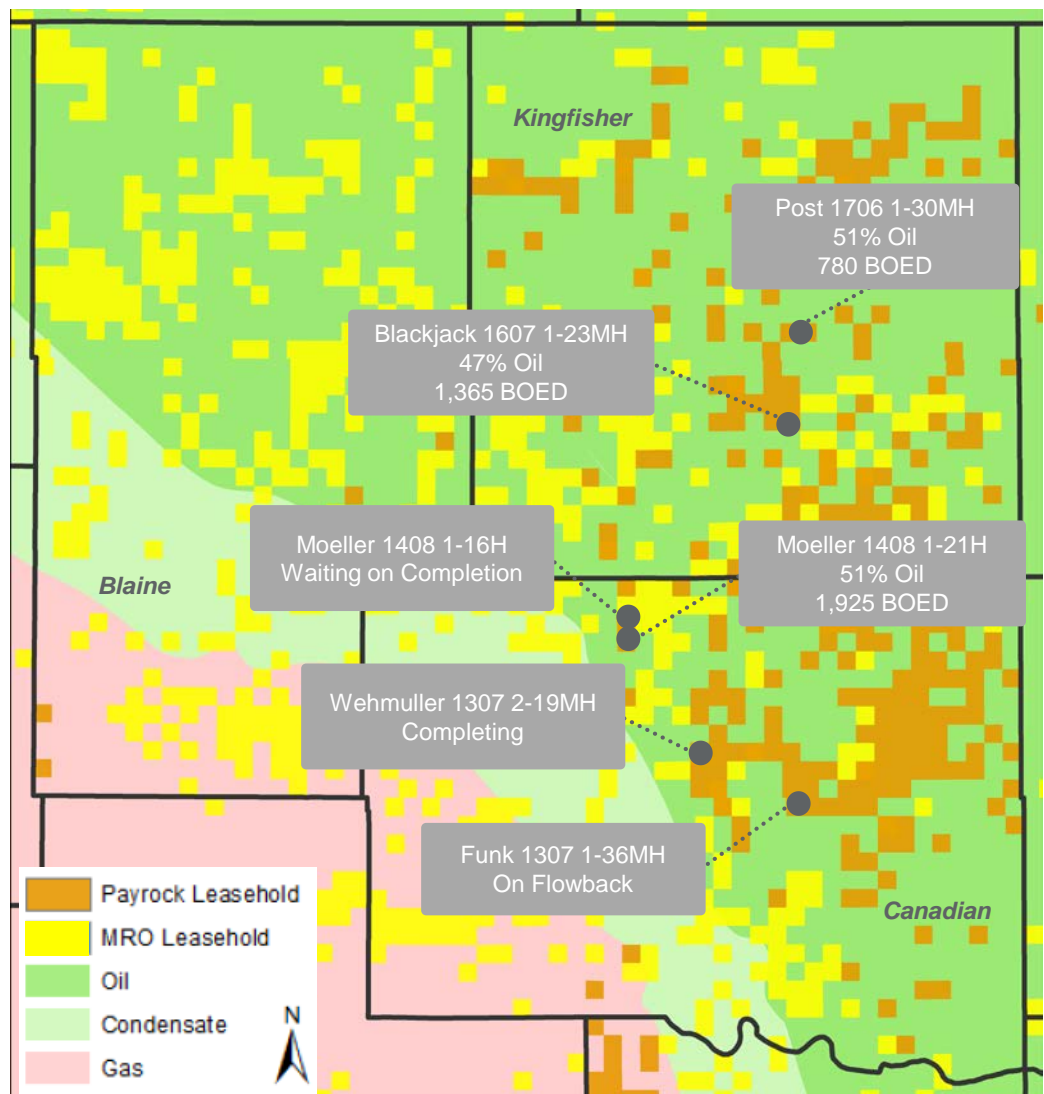 Kingfisher
Post 1706 1-30MH
51% Oil
780 BOED
Blackjack 1607 1-23MH
47% Oil
1,365 BOED
Moeller 1408 1-16H
Waiting on Completion
Moeller 1408 1-21H
51% Oil
1,925 BOED
Blaine
Wehmuller 1307 2-19MH
Completing
Funk 1307 1-36MH
On Flowback
Canadian
Payrock Leasehold
MRO Leasehold
Oil
Condensate
Gas
N